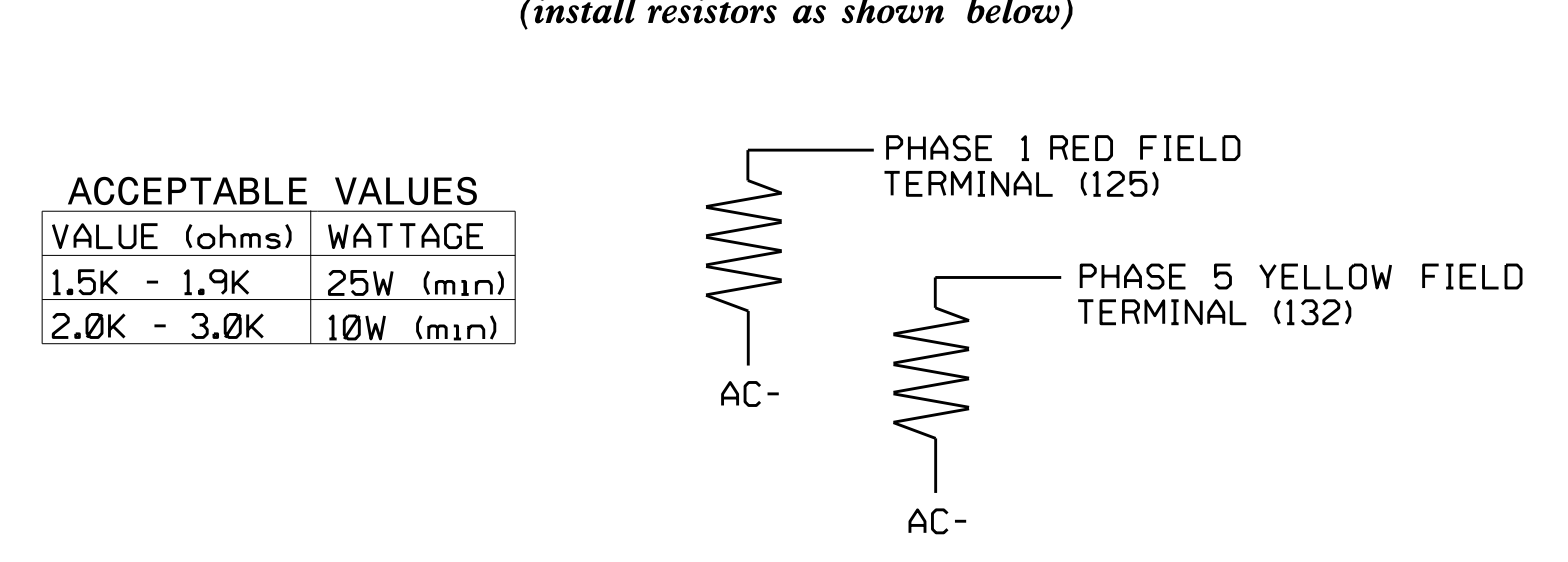 (install resistors as shown below)
ACCEPTABLE VALUES
VALUE (ohms) WATTAGE
1.5K - 1.9K 25W (min)
2.0K - 3.0K 10W (min)
PHASE 1 RED FIELD
TERMINAL (125)
AC-
PHASE 5 YELLOW FIELD
TERMINAL (132)
AC-